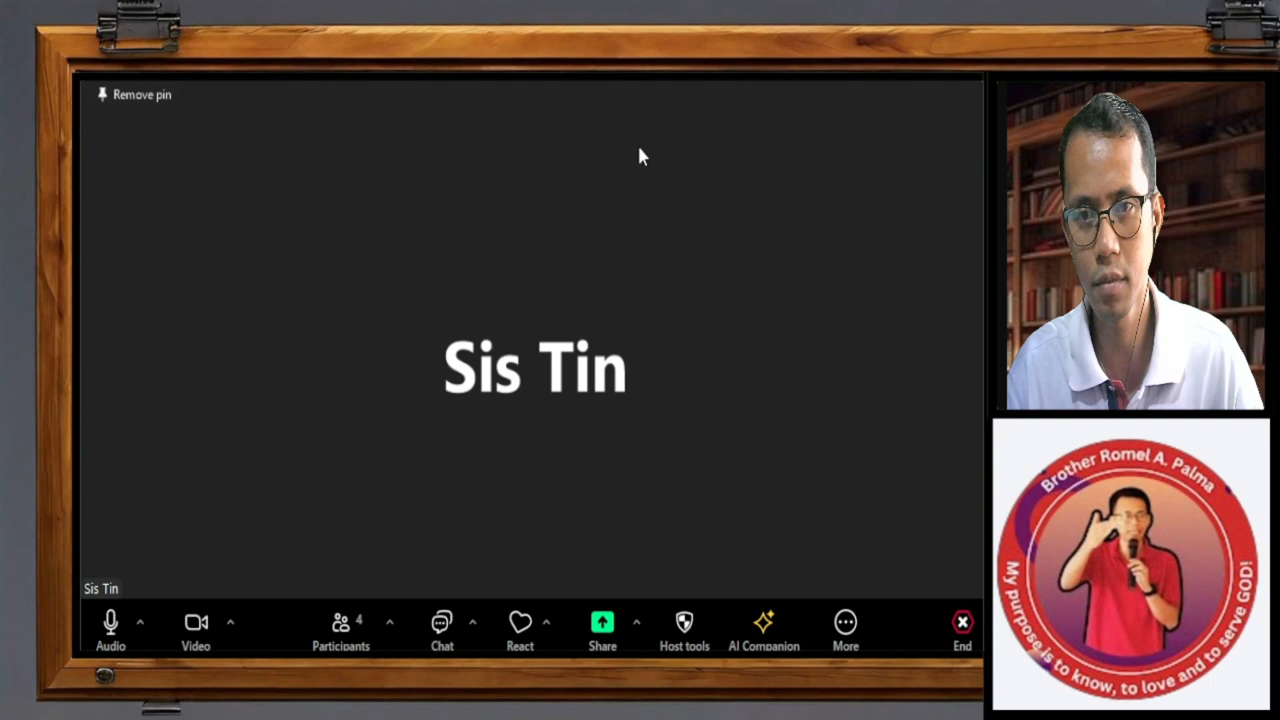 Remove pin
Sis Tin
Sis Tin
Audio
Video
4
Participants
Chat
React
Share
Host tools
AI Companion
More
End
Brother Romel A. Palma
My purpose is to know, to love and to serve GOD!